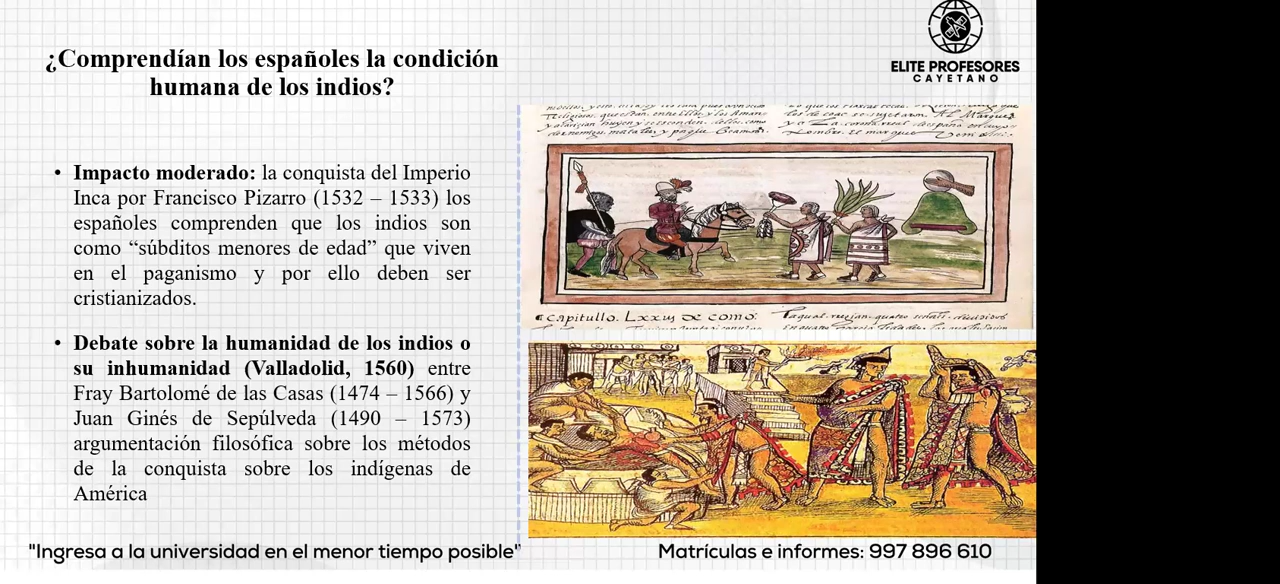 ¿Comprendían los españoles la condición
humana de los indios?
ELITE PROFESORES
CAYETANO
• Impacto moderado: la conquista del Imperio
Inca por Francisco Pizarro (1532 – 1533) los
españoles comprenden que los indios son
como “súbditos menores de edad” que viven
en el paganismo y por ello deben ser
cristianizados.
• Debate sobre la humanidad de los indios o
su inhumanidad (Valladolid, 1560) entre
Fray Bartolomé de las Casas (1474 – 1566) y
Juan Ginés de Sepúlveda (1490 – 1573)
argumentación filosófica sobre los métodos
de la conquista sobre los indígenas de
América
capitullo. Lxxus de como:
"Ingresa a la universidad en el menor tiempo posible"
Matrículas e informes: 997 896 610